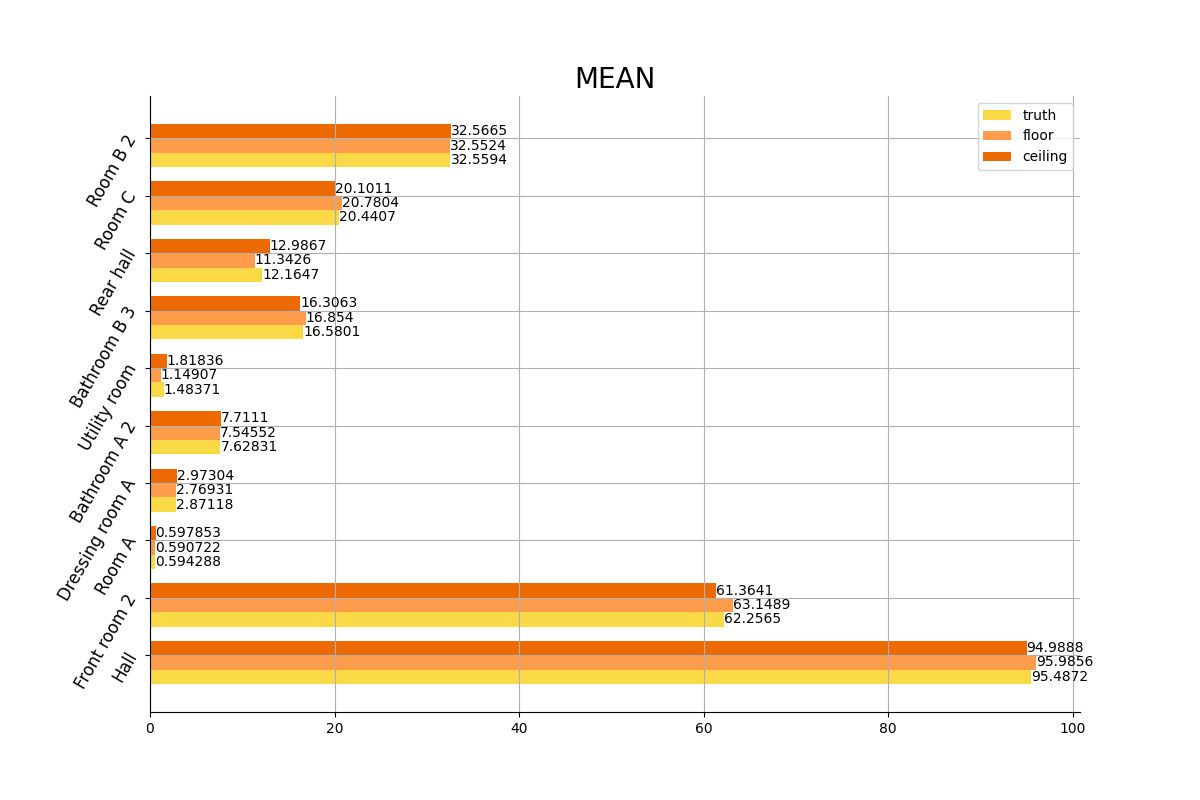 MEAN
truth
floor
ceiling
Room B 2
32.5665
32.5524
32.5594
Room C
20.1011
20.7804
20.4407
Rear hall
12.9867
11.3426
12.1647
Bathroom B 3
16.3063
16.854
16.5801
Utility room
1.81836
1.14907
1.48371
Bathroom A 2
7.7111
7.54552
7.62831
Dressing room A
2.97304
2.76931
2.87118
Room A
0.597853
0.590722
0.594288
Front room 2
61.3641
63.1489
62.2565
Hall
94.9888
95.9856
95.4872
0 20 40 60 80 100